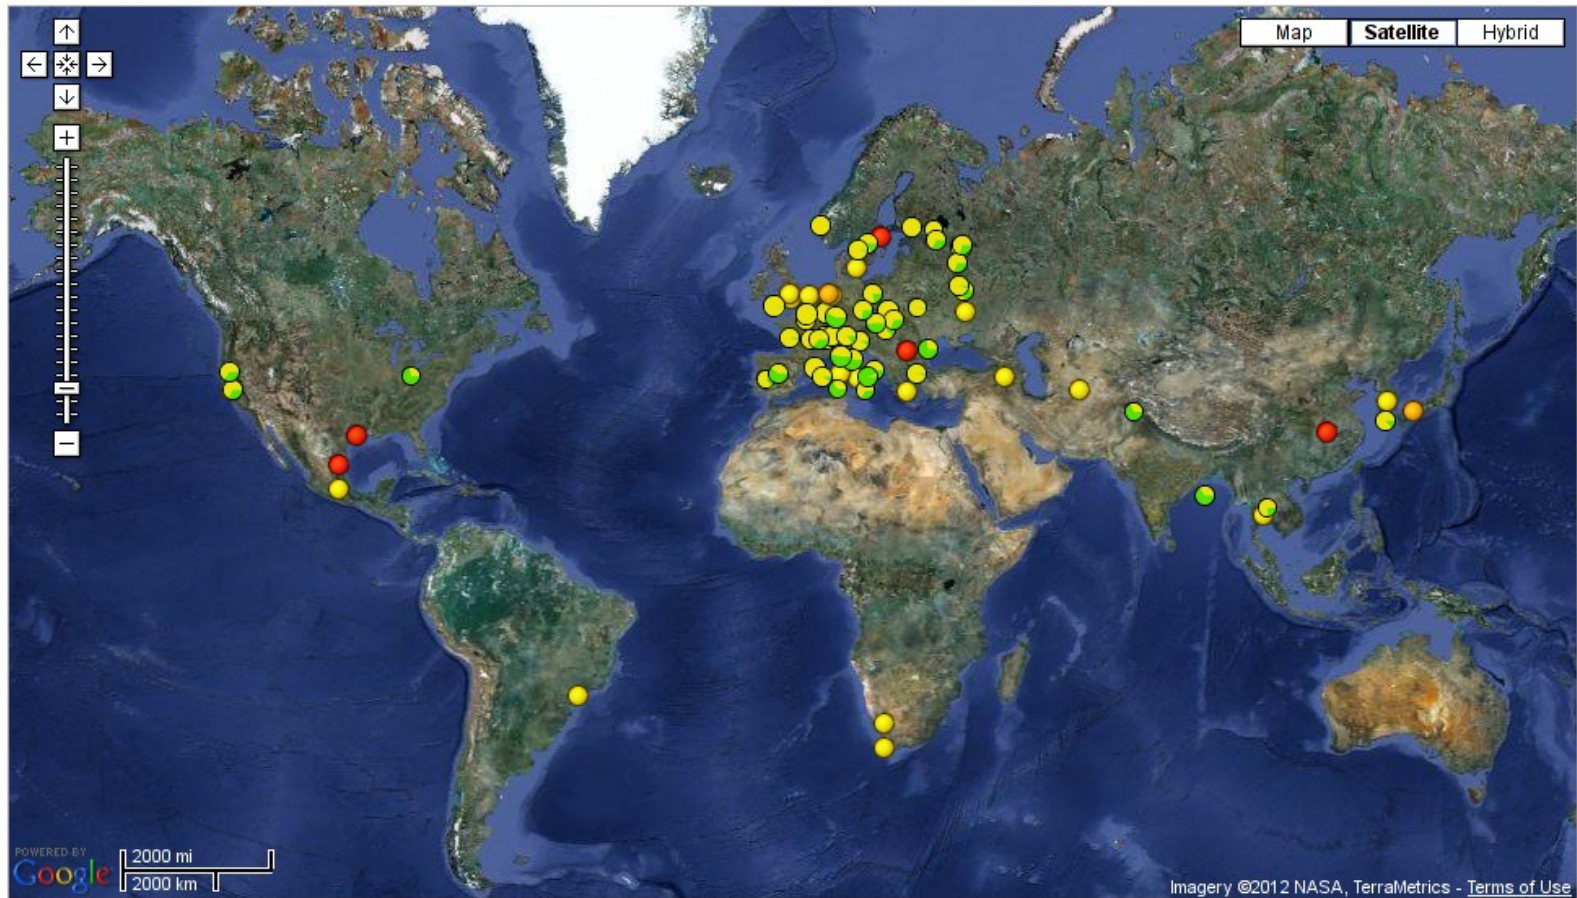 Map Satellite Hybrid
POWERED BY
Google
2000 mi
2000 km
Imagery ©2012 NASA, TerraMetrics - Terms of Use